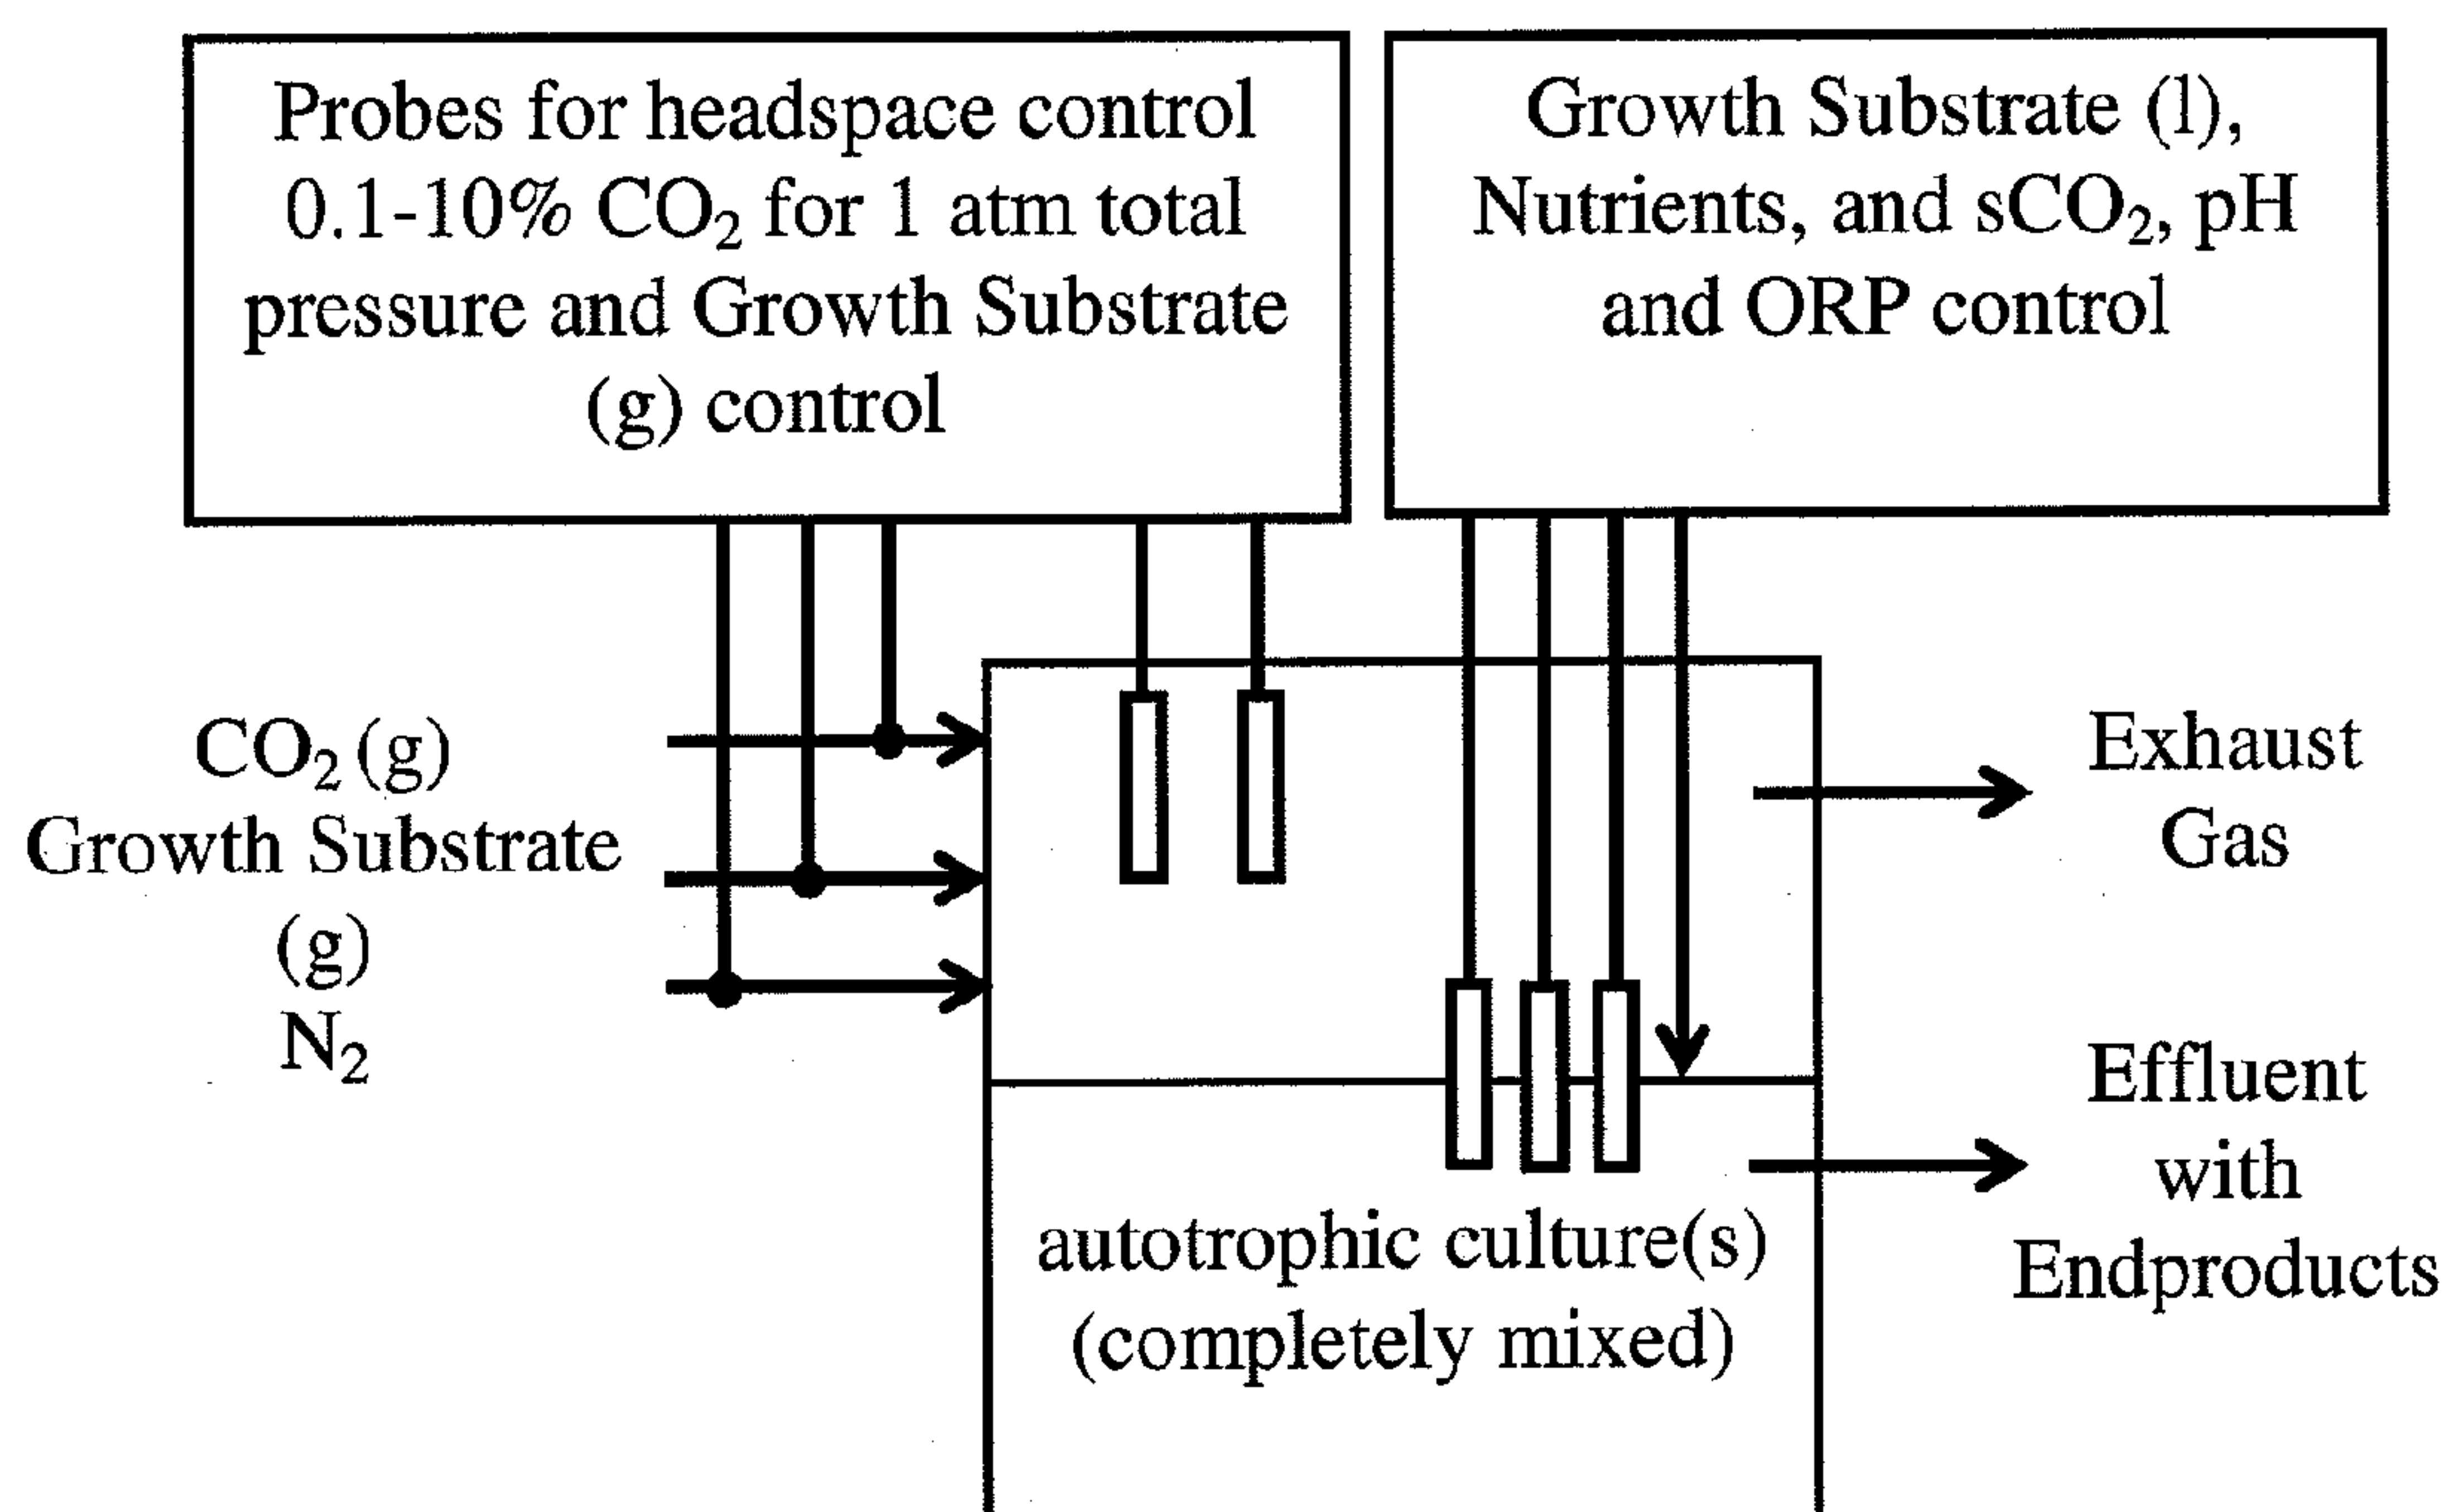 Probes for headspace control
0.1-10% CO₂ for 1 atm total
pressure and Growth Substrate
(g) control
Growth Substrate (l),
Nutrients, and sCO₂, pH
and ORP control
CO₂ (g)
Growth Substrate
(g)
N₂
Exhaust
Gas
Effluent
with
Endproducts
autotrophic culture(s)
(completely mixed)